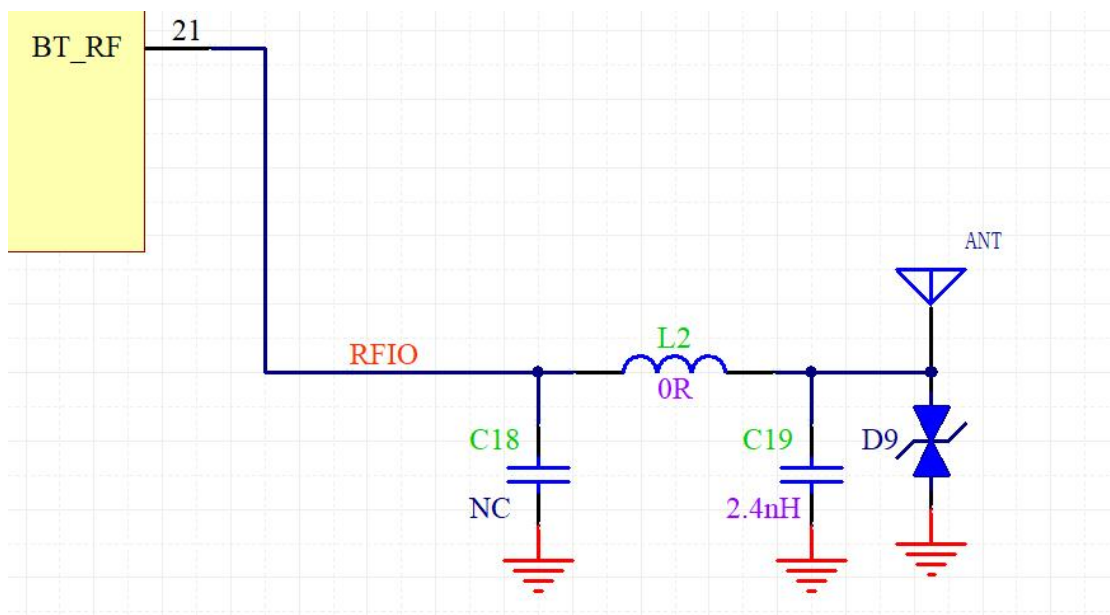 BT_RF
21
ANT
RFIO
L2
0R
C18
NC
C19
2.4nH
D9